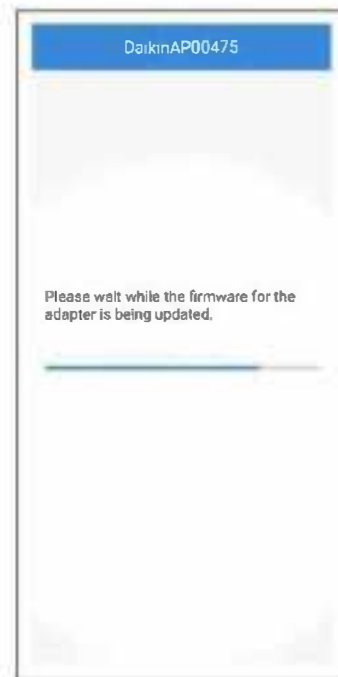 DaikinAP00475
Please wait while the firmware for the
adapter is being updated.